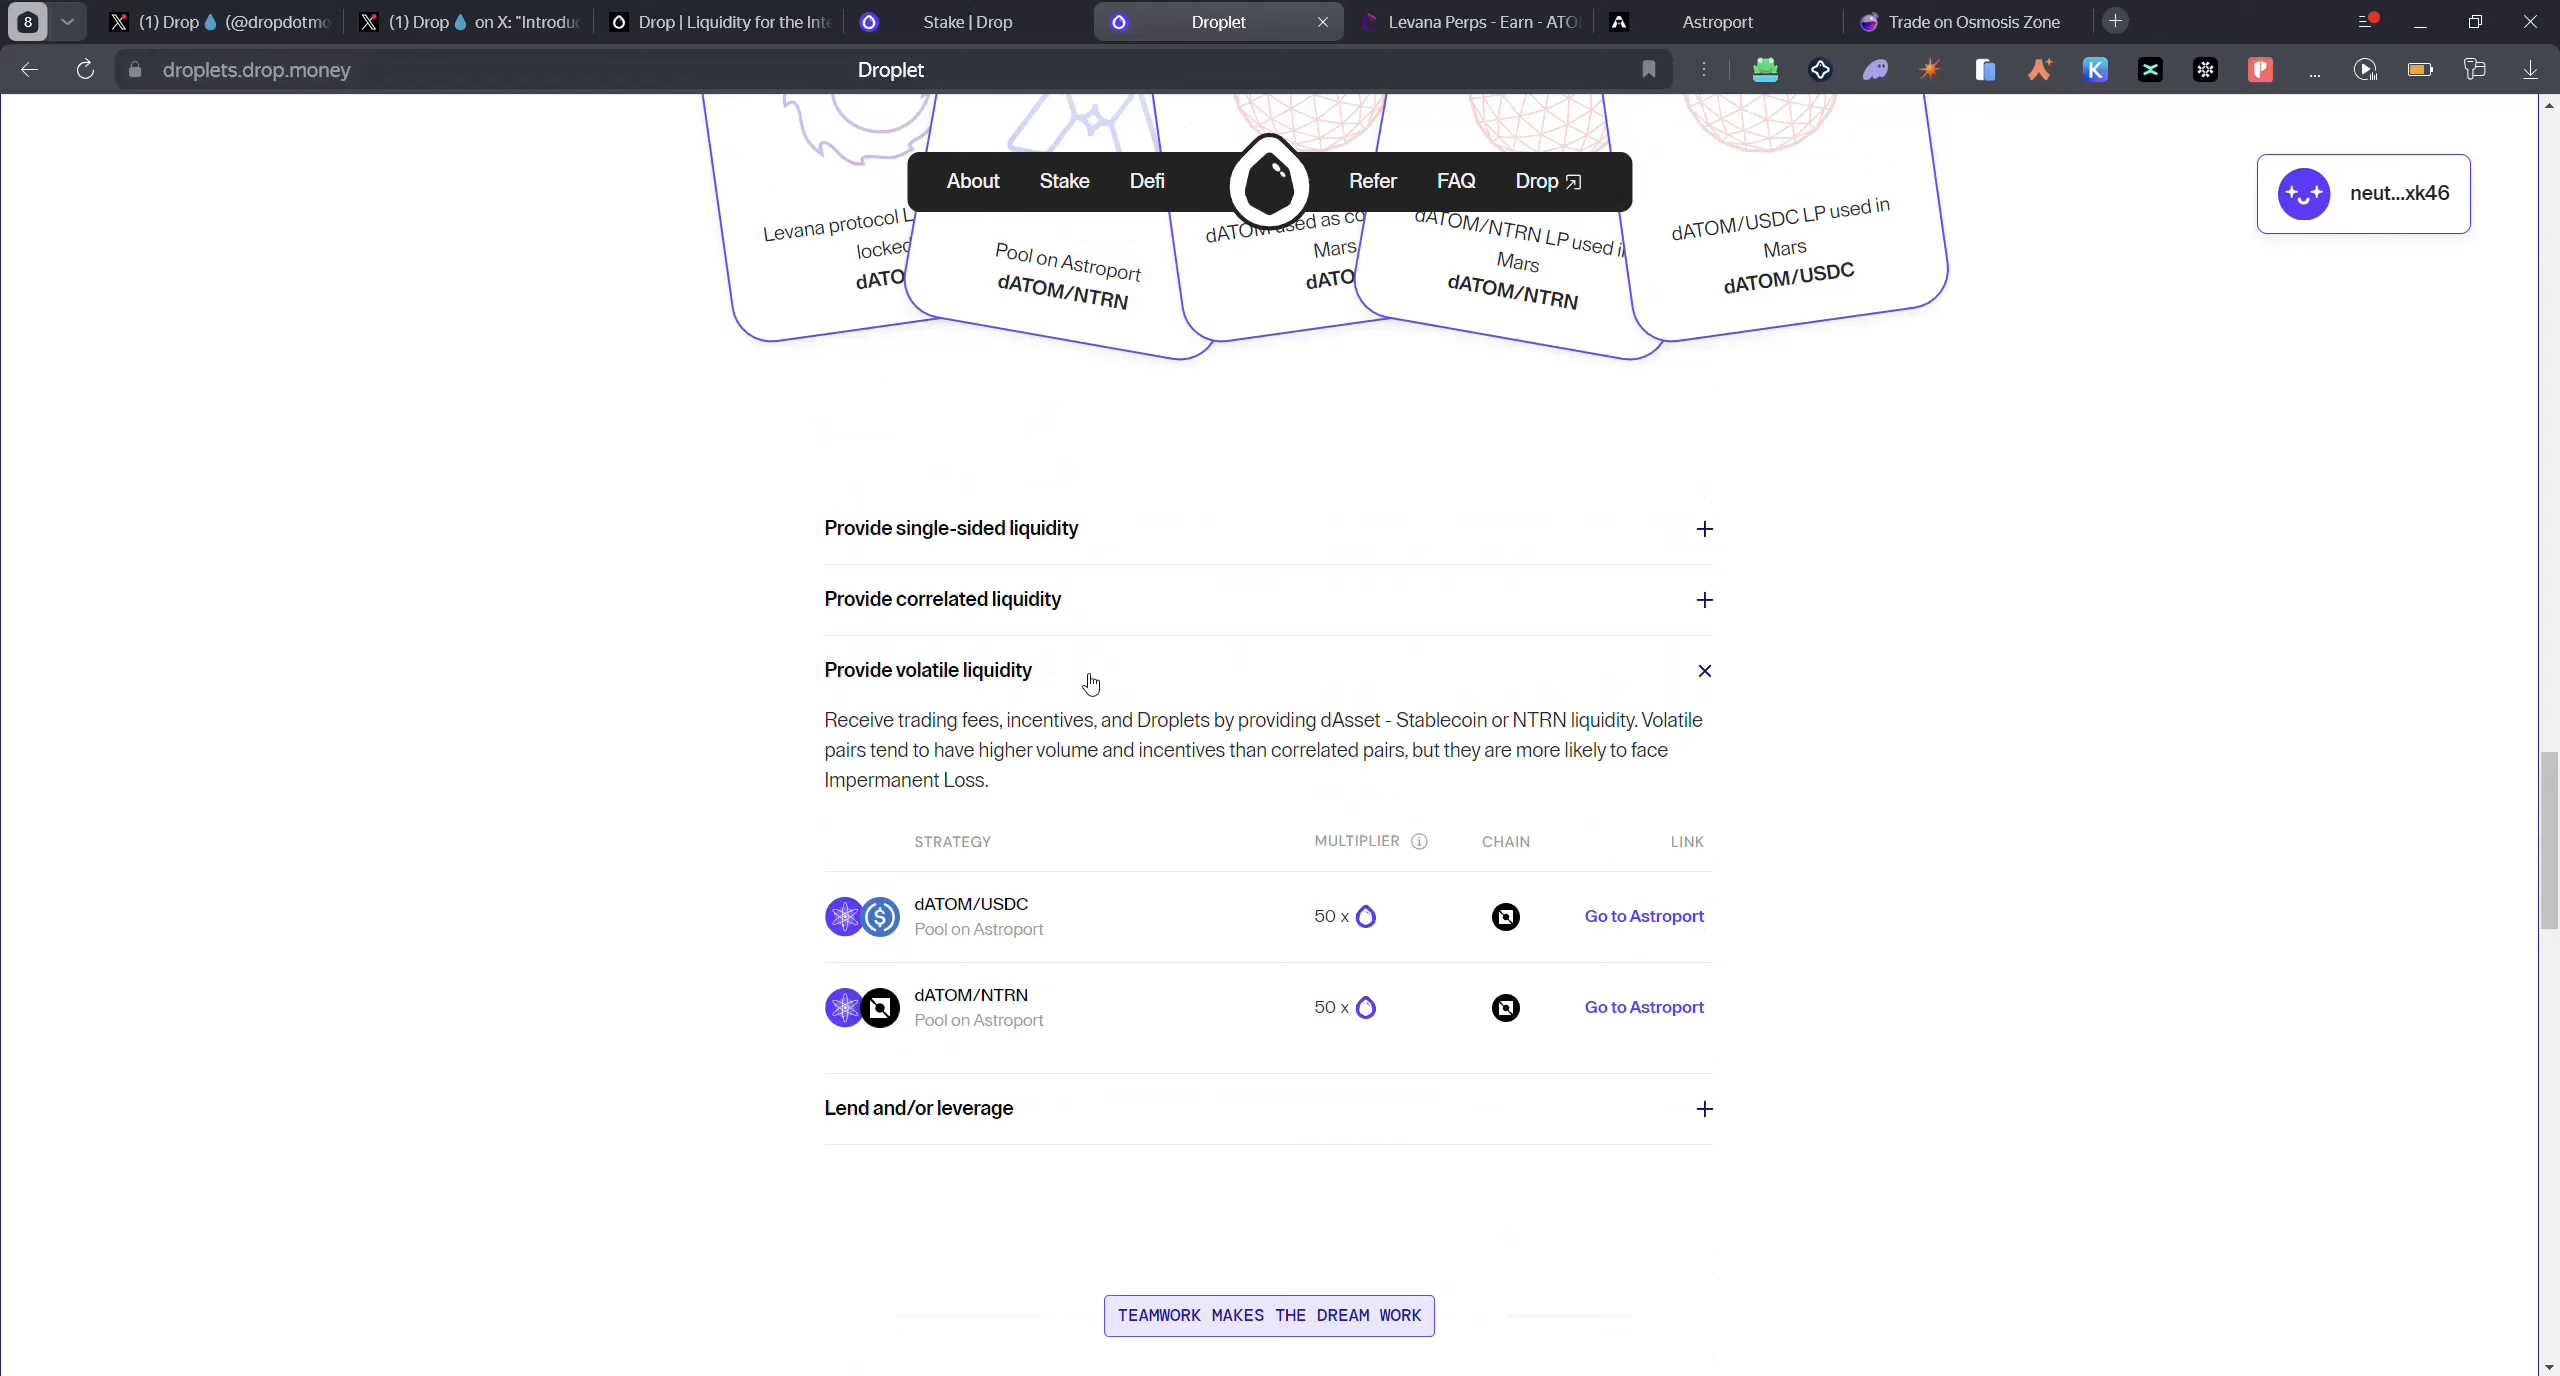 8
(1) Drop💧 (@dropdotmo
(1) Drop💧 on X: "Introdu
Drop | Liquidity for the Inte
Stake | Drop
Droplet
Levana Perps - Earn - ATO
Astroport
Trade on Osmosis Zone
droplets.drop.money
Droplet
...
About
Stake
Defi
Refer
FAQ
Drop
neut...xk46
Levana protocol L
locked
dATO
Pool on Astroport
dATOM/NTRN
dATOM used as co
Mars
dATO
dATOM/NTRN LP used i
Mars
dATOM/NTRN
dATOM/USDC LP used in
Mars
dATOM/USDC
Provide single-sided liquidity
Provide correlated liquidity
Provide volatile liquidity
Receive trading fees, incentives, and Droplets by providing dAsset - Stablecoin or NTRN liquidity. Volatile
pairs tend to have higher volume and incentives than correlated pairs, but they are more likely to face
Impermanent Loss.
STRATEGY MULTIPLIER CHAIN LINK
dATOM/USDC
Pool on Astroport
50 x
Go to Astroport
dATOM/NTRN
Pool on Astroport
50 x
Go to Astroport
Lend and/or leverage
TEAMWORK MAKES THE DREAM WORK